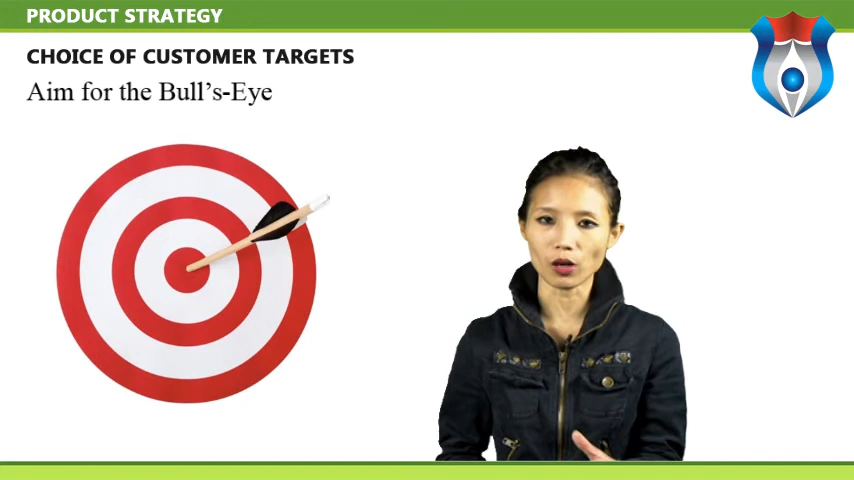 PRODUCT STRATEGY
CHOICE OF CUSTOMER TARGETS
Aim for the Bull’s-Eye